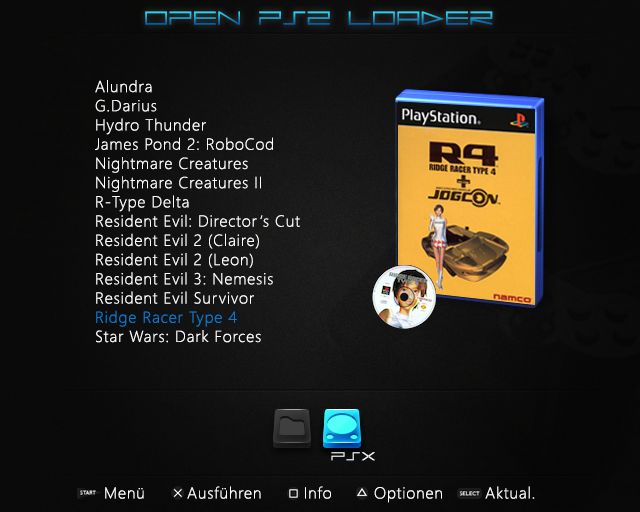 OPEN PS2 LOADER
Alundra
G.Darius
Hydro Thunder
James Pond 2: RoboCod
Nightmare Creatures
Nightmare Creatures II
R-Type Delta
Resident Evil: Director's Cut
Resident Evil 2 (Claire)
Resident Evil 2 (Leon)
Resident Evil 3: Nemesis
Resident Evil Survivor
Ridge Racer Type 4
Star Wars: Dark Forces
PlayStation.
R4
RIDGE RACER TYPE 4
+
JOGCON
namco
PSX
START Menü Ausführen Info Optionen SELECT Aktual.